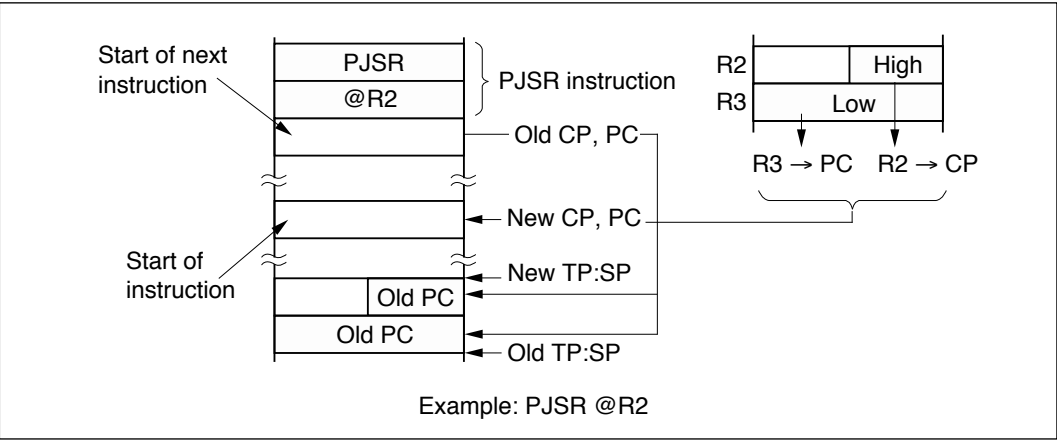 Start of next
instruction
PJSR
@R2
PJSR instruction
Old CP, PC
New CP, PC
Start of
instruction
New TP:SP
Old PC
Old PC
Old TP:SP
R2
High
R3
Low
R3 → PC
R2 → CP
Example: PJSR @R2